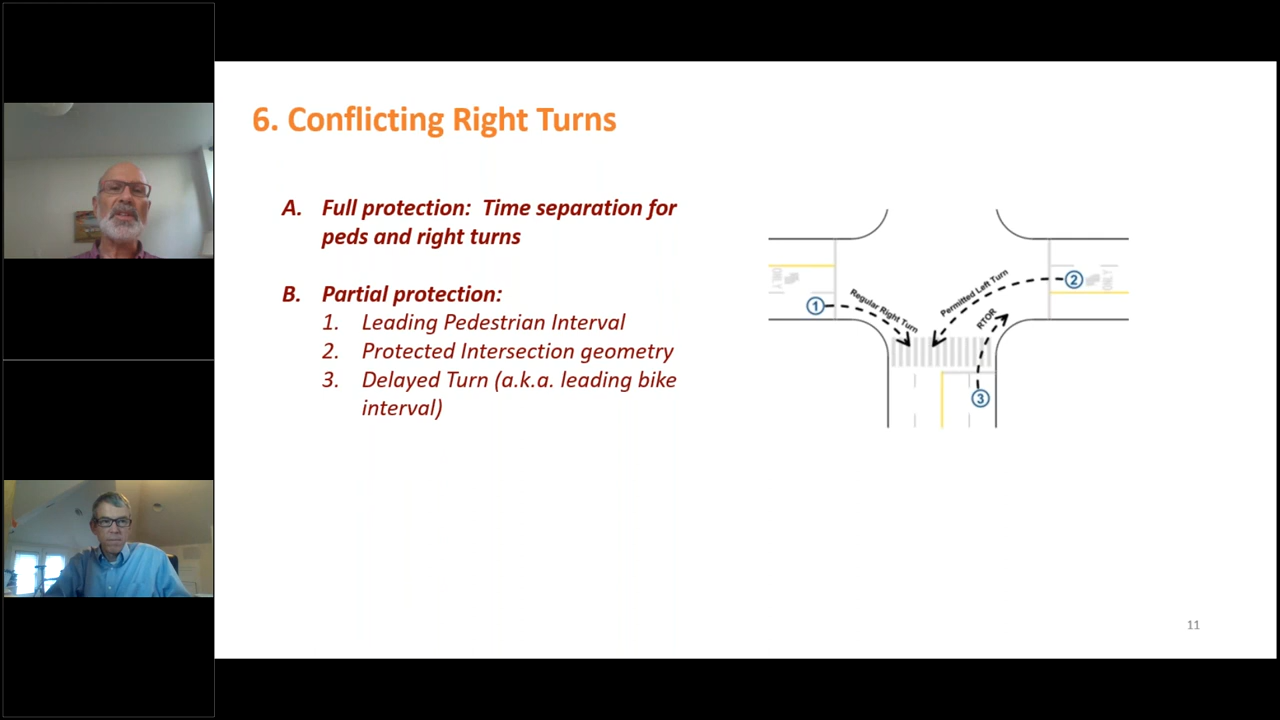 6. Conflicting Right Turns
A. Full protection: Time separation for
peds and right turns
B. Partial protection:
1. Leading Pedestrian Interval
2. Protected Intersection geometry
3. Delayed Turn (a.k.a. leading bike
interval)
ONLY
1
Regular Right Turn
Permitted Left Turn
2
ONLY
RTOR
3
11